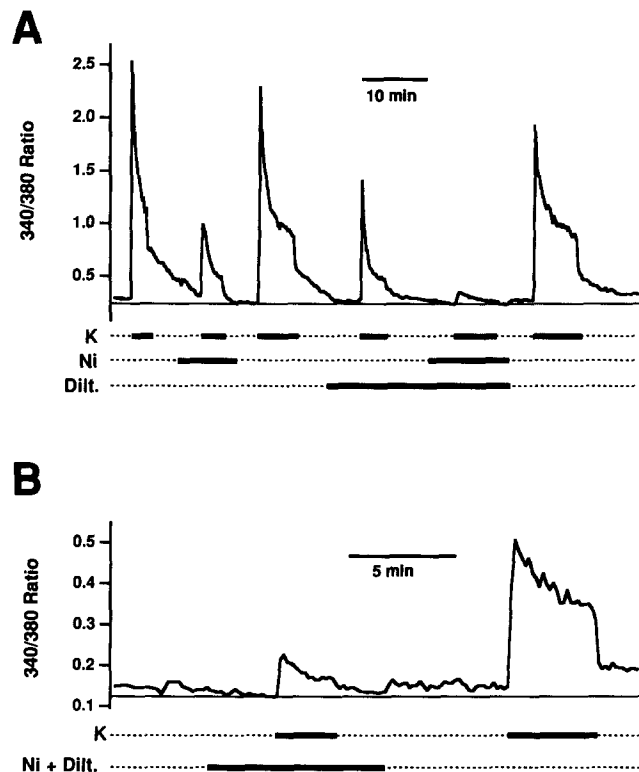 A
340/380 Ratio
2.5
2.0
1.5
1.0
0.5
10 min
K
Ni
Dilt.
B
340/380 Ratio
0.5
0.4
0.3
0.2
0.1
5 min
K
Ni + Dilt.